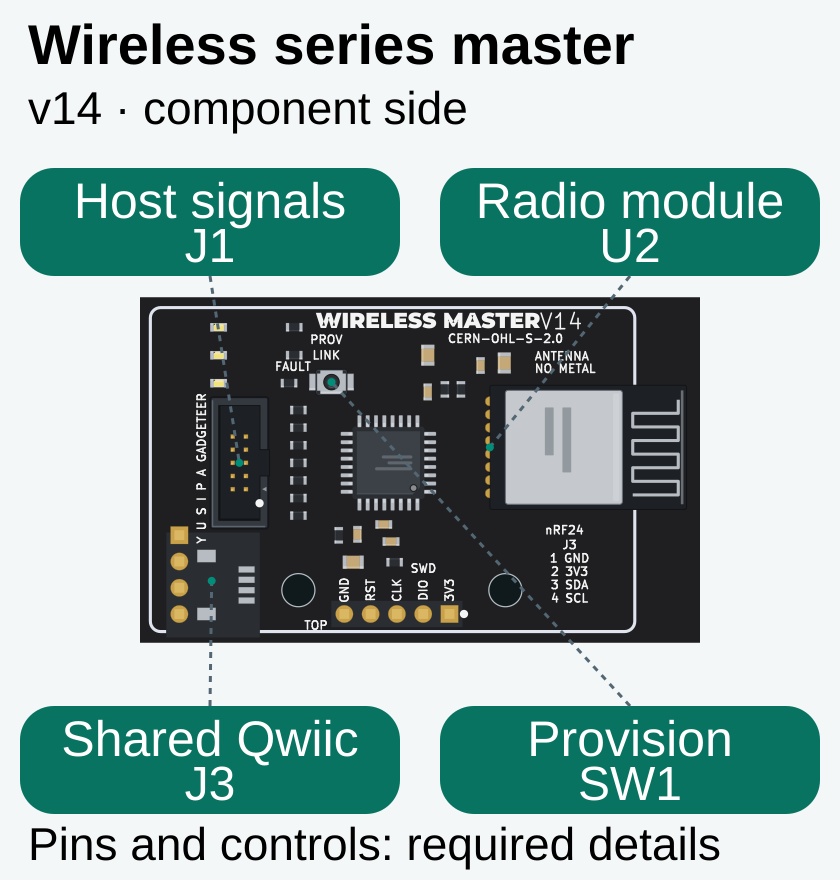 Wireless series master
v14 · component side
Host signals
J1
Radio module
U2
WIRELESS MASTER V14
CERN-OHL-S-2.0
PROV
LINK
FAULT
ANTENNA
NO METAL
Y U S I P A GADGETEER
nRF24
J3
1 GND
2 3V3
3 SDA
4 SCL
SWD
GND RST CLK DIO 3V3
TOP
Shared Qwiic
J3
Provision
SW1
Pins and controls: required details